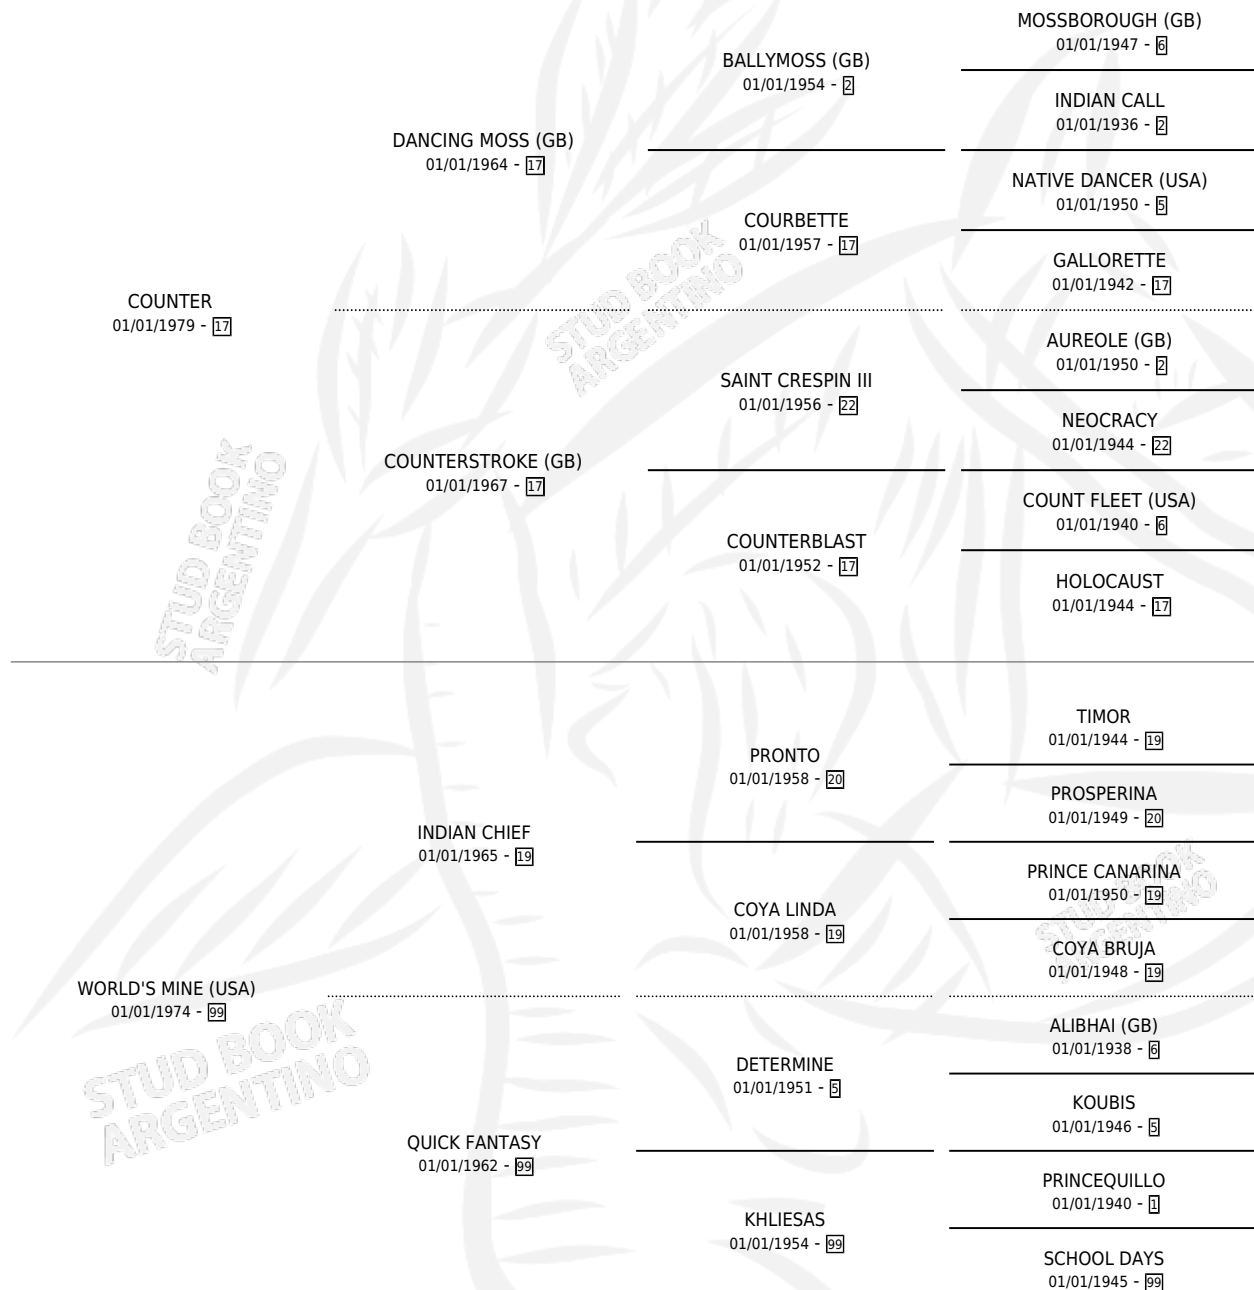 MOSSBOROUGH (GB)
01/01/1947 - 6
BALLYMOSS (GB)
01/01/1954 - 2
INDIAN CALL
01/01/1936 - 2
DANCING MOSS (GB)
01/01/1964 - 17
NATIVE DANCER (USA)
01/01/1950 - 5
COURBETTE
01/01/1957 - 17
GALLORETTE
01/01/1942 - 17
COUNTER
01/01/1979 - 17
AUREOLE (GB)
01/01/1950 - 2
SAINT CRESPIN III
01/01/1956 - 22
NEOCRACY
01/01/1944 - 22
COUNTERSTROKE (GB)
01/01/1967 - 17
COUNT FLEET (USA)
01/01/1940 - 6
COUNTERBLAST
01/01/1952 - 17
HOLOCAUST
01/01/1944 - 17
TIMOR
01/01/1944 - 19
PRONTO
01/01/1958 - 20
PROSPERINA
01/01/1949 - 20
INDIAN CHIEF
01/01/1965 - 19
PRINCE CANARINA
01/01/1950 - 19
COYA LINDA
01/01/1958 - 19
COYA BRUJA
01/01/1948 - 19
WORLD'S MINE (USA)
01/01/1974 - 99
ALIBHAI (GB)
01/01/1938 - 6
DETERMINE
01/01/1951 - 5
KOUBIS
01/01/1946 - 5
QUICK FANTASY
01/01/1962 - 99
PRINCEQUILLO
01/01/1940 - 1
KHLIESAS
01/01/1954 - 99
SCHOOL DAYS
01/01/1945 - 99
STUD BOOK
ARGENTINO
STUD BOOK
ARGENTINO
STUD BOOK
ARGENTINO
STUD BOOK
ARGENTINO